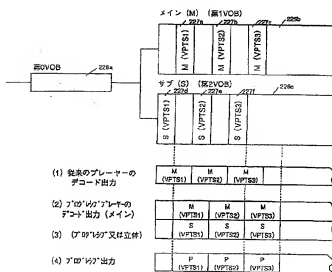 メイン (M) (第1VOB)
227a 227b 227c 226b
M (VPTS1) M (VPTS2) M (VPTS3)
226a
第0VOB
サブ (S) (第2VOB)
227d 227e 227f 226c
S (VPTS1) S (VPTS2) S (VPTS3)
(1) 従来のプレーヤーの
デコード出力
M M M
(VPTS1) (VPTS2) (VPTS3)
(2) プログレッシブプレーヤーの
デコード出力 (メイン)
M M M
(VPTS1) (VPTS2) (VPTS3)
(3) (プログレッシブ又は立体)
S S S
(VPTS1) (VPTS2) (VPTS3)
(4) プログレッシブ出力
P P P
(VPTS1) (VPTS2) (VPTS3)